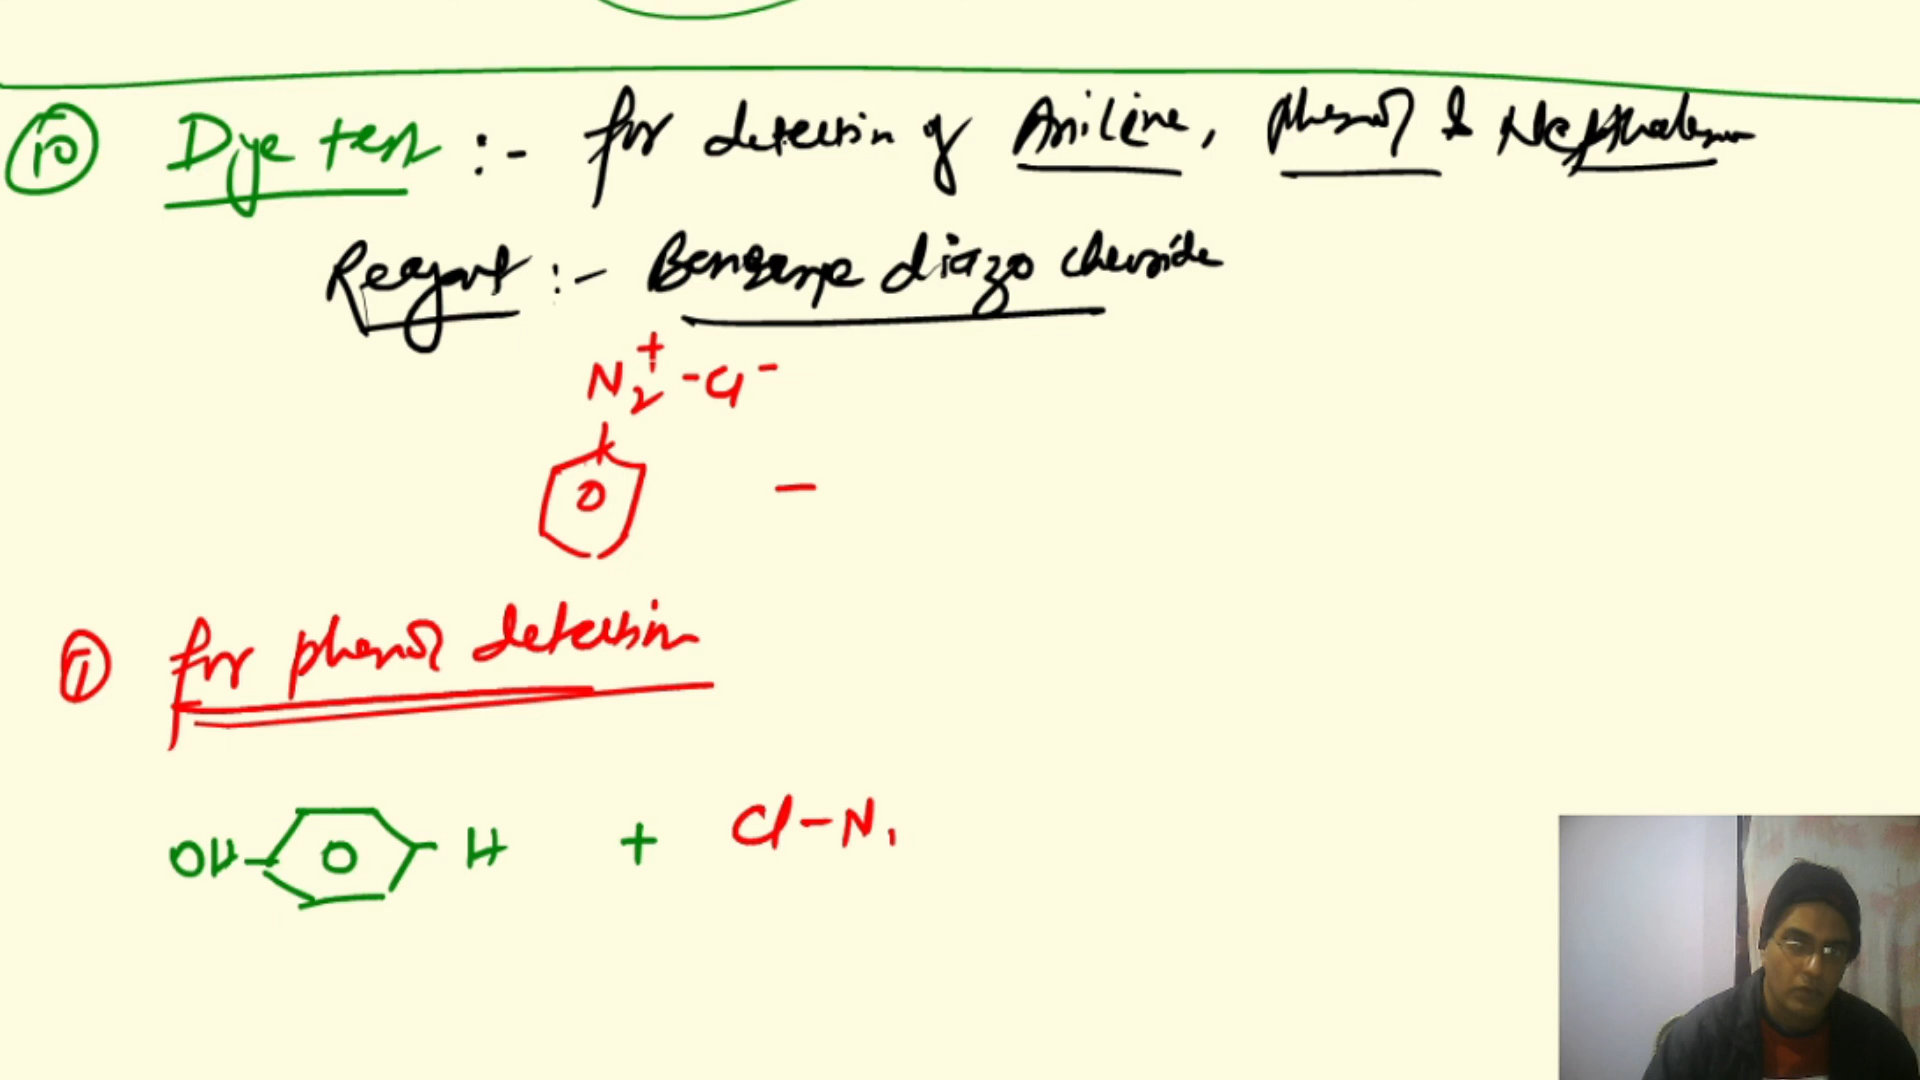 10 Dye test :- for detection of Aniline, phenol & Nepthalene
Reagent :- Benzene diazo chloride
N2+ -Cl-
1 for phenol detection
OH H + Cl-N